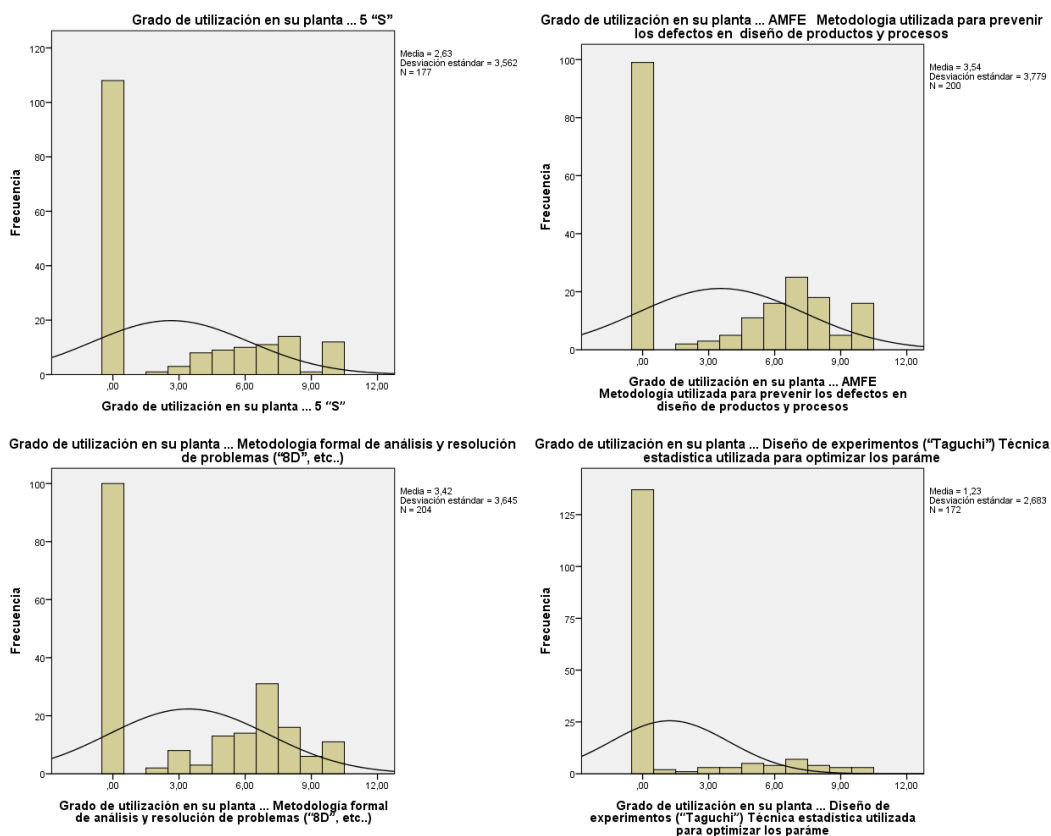 Grado de utilización en su planta ... 5 “S”
Media = 2,63
Desviación estándar = 3,562
N = 177
120
100
80
60
40
20
0
Frecuencia
,00
3,00
6,00
9,00
12,00
Grado de utilización en su planta ... 5 “S”
Grado de utilización en su planta ... AMFE Metodología utilizada para prevenir
los defectos en diseño de productos y procesos
Media = 3,54
Desviación estándar = 3,779
N = 200
100
80
60
40
20
0
Frecuencia
,00
3,00
6,00
9,00
12,00
Grado de utilización en su planta ... AMFE
Metodología utilizada para prevenir los defectos en
diseño de productos y procesos
Grado de utilización en su planta ... Metodología formal de análisis y resolución
de problemas (“8D”, etc..)
Media = 3,42
Desviación estándar = 3,645
N = 204
100
80
60
40
20
0
Frecuencia
,00
3,00
6,00
9,00
12,00
Grado de utilización en su planta ... Metodología formal
de análisis y resolución de problemas (“8D”, etc..)
Grado de utilización en su planta ... Diseño de experimentos (“Taguchi”) Técnica
estadística utilizada para optimizar los paráme
Media = 1,23
Desviación estándar = 2,683
N = 172
125
100
75
50
25
0
Frecuencia
,00
3,00
6,00
9,00
12,00
Grado de utilización en su planta ... Diseño de
experimentos (“Taguchi”) Técnica estadística utilizada
para optimizar los paráme